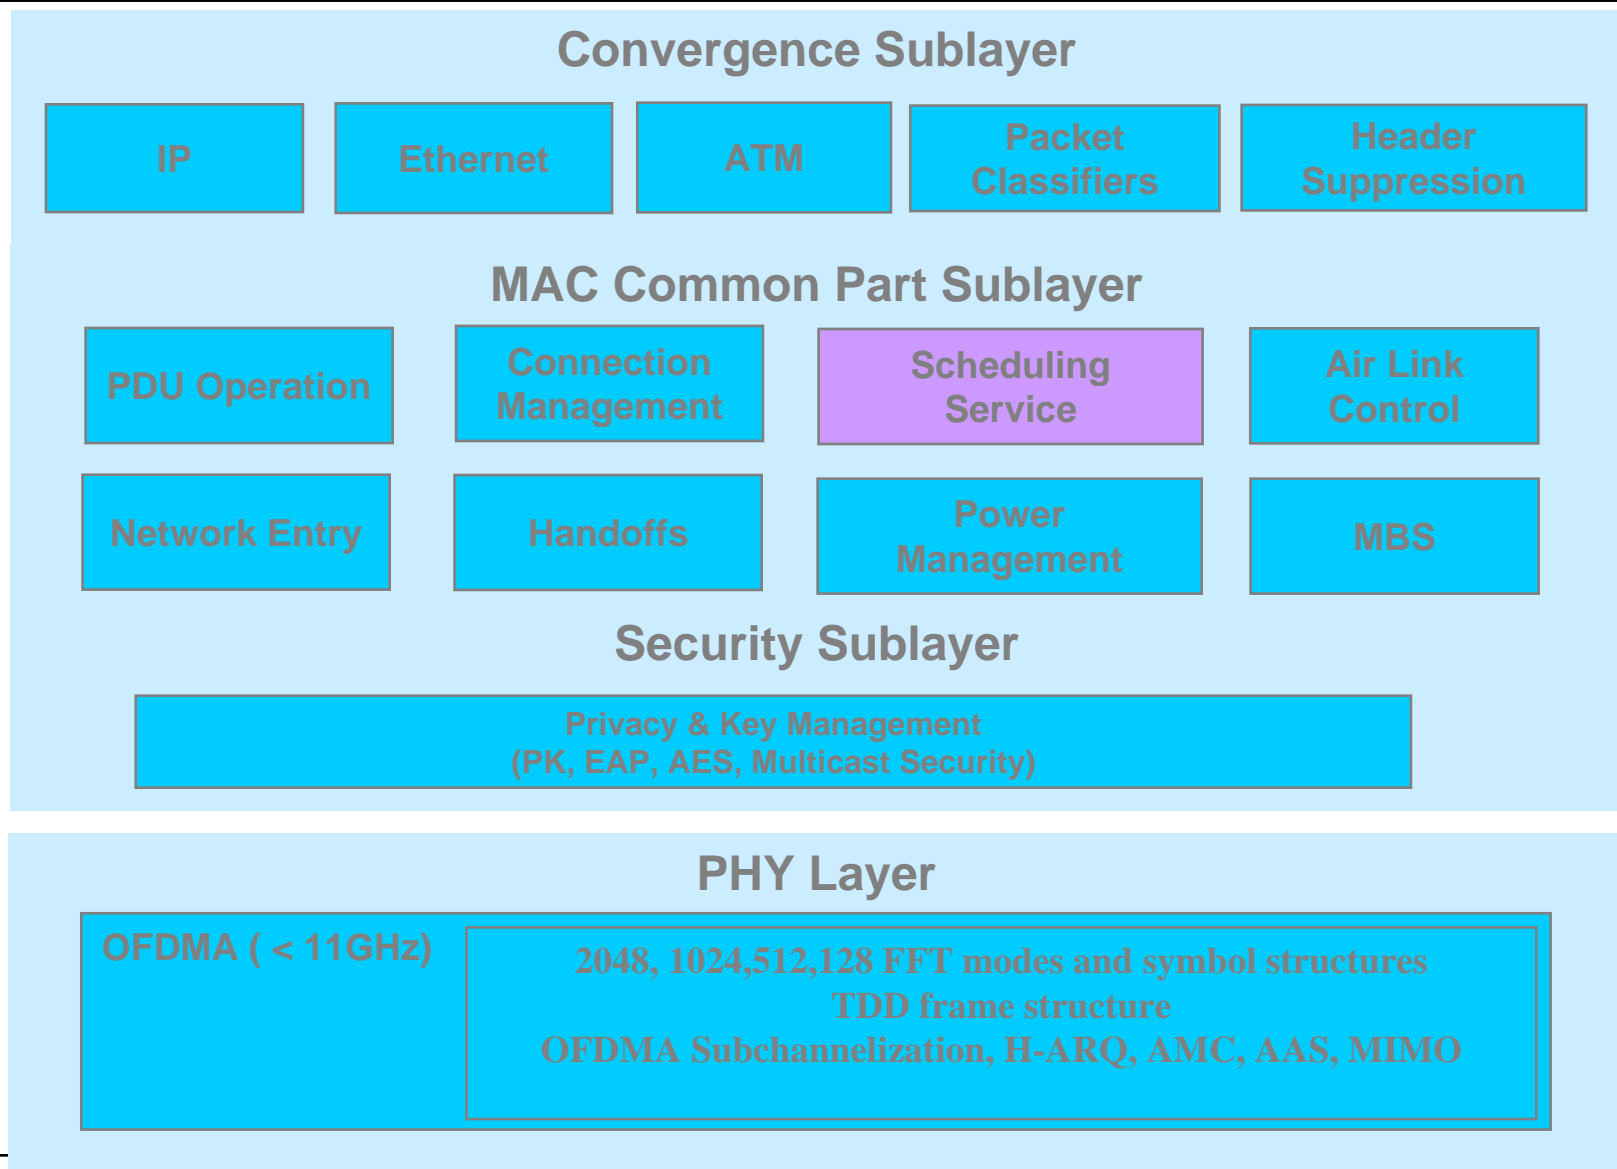 Convergence Sublayer
IP
Ethernet
ATM
Packet
Classifiers
Header
Suppression
MAC Common Part Sublayer
PDU Operation
Connection
Management
Scheduling
Service
Air Link
Control
Network Entry
Handoffs
Power
Management
MBS
Security Sublayer
Privacy & Key Management
(PK, EAP, AES, Multicast Security)
PHY Layer
OFDMA ( < 11GHz)
2048, 1024,512,128 FFT modes and symbol structures
TDD frame structure
OFDMA Subchannelization, H-ARQ, AMC, AAS, MIMO